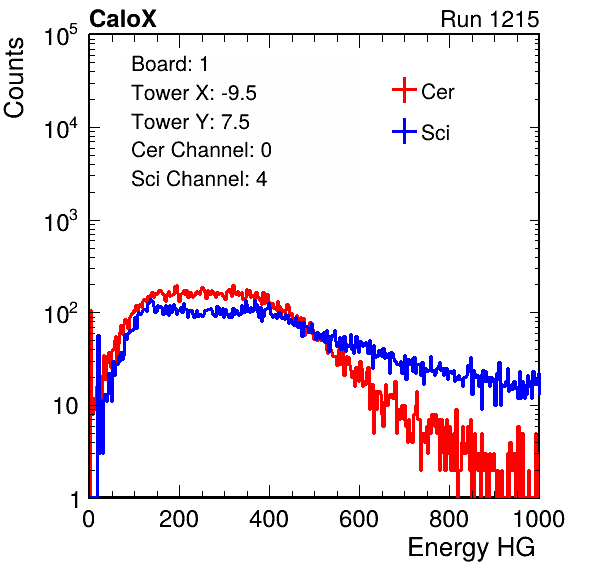 CaloX Run 1215
Counts
Board: 1
Tower X: -9.5
Tower Y: 7.5
Cer Channel: 0
Sci Channel: 4
Cer
Sci
10^5
10^4
10^3
10^2
10
1
0 200 400 600 800 1000
Energy HG